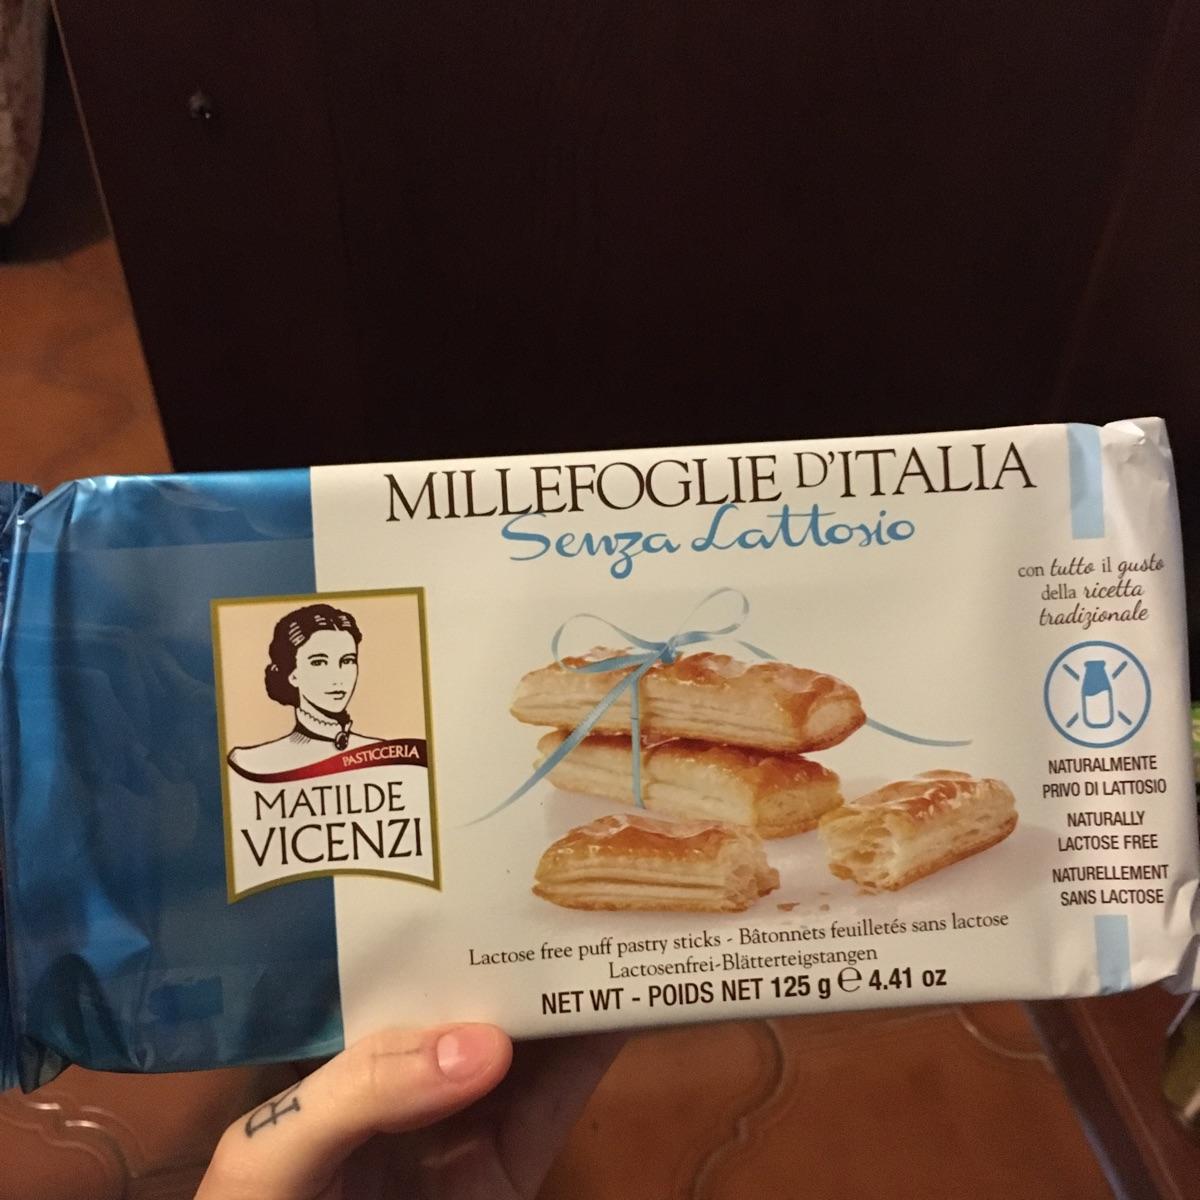 MILLEFOGLIE D'ITALIA
Senza Lattosio
con tutto il gusto
della ricetta
tradizionale
PASTICCERIA
MATILDE
VICENZI
NATURALMENTE
PRIVO DI LATTOSIO
NATURALLY
LACTOSE FREE
NATURELLEMENT
SANS LACTOSE
Lactose free puff pastry sticks - Bâtonnets feuilletés sans lactose
Lactosenfrei-Blätterteigstangen
NET WT - POIDS NET 125 g ℮ 4.41 oz